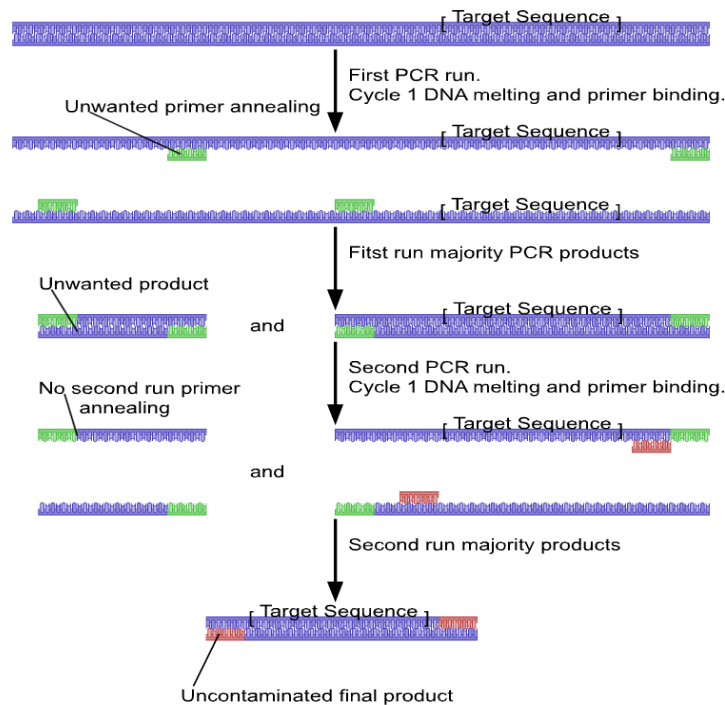 [ Target Sequence ]
First PCR run.
Cycle 1 DNA melting and primer binding.
Unwanted primer annealing
[ Target Sequence ]
[ Target Sequence ]
Fitst run majority PCR products
Unwanted product
[ Target Sequence ]
and
Second PCR run.
Cycle 1 DNA melting and primer binding.
No second run primer
annealing
[ Target Sequence ]
and
Second run majority products
[ Target Sequence ]
Uncontaminated final product